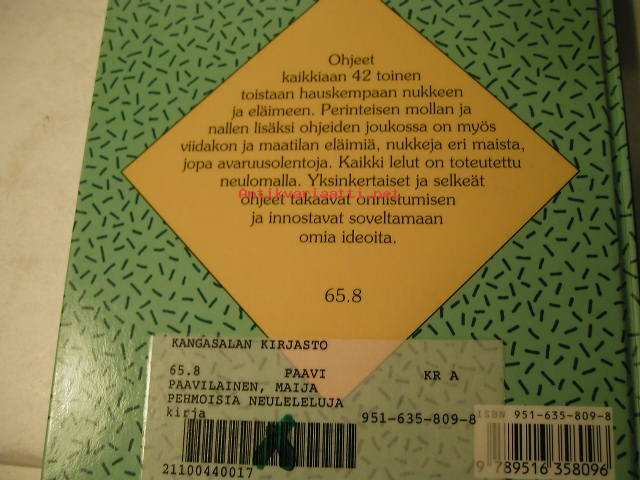 Ohjeet
kaikkiaan 42 toinen
toistaan hauskempaan nukkeen
ja eläimeen. Perinteisen mollan ja
nallen lisäksi ohjeiden joukossa on myös
viidakon ja maatilan eläimiä, nukkeja eri maista,
jopa avaruusolentoja. Kaikki lelut on toteutettu
neulomalla. Yksinkertaiset ja selkeät
Antikvariaatti.net
ohjeet takaavat onnistumisen
ja innostavat soveltamaan
omia ideoita.
65.8
KANGASALAN KIRJASTO
65.8 PAAVI KR A
PAAVILAINEN, MAIJA
PEHMOISIA NEULELELUJA
kirja 951-635-809-8
21100440017
ISBN 951-635-809-8
9 789516 358096